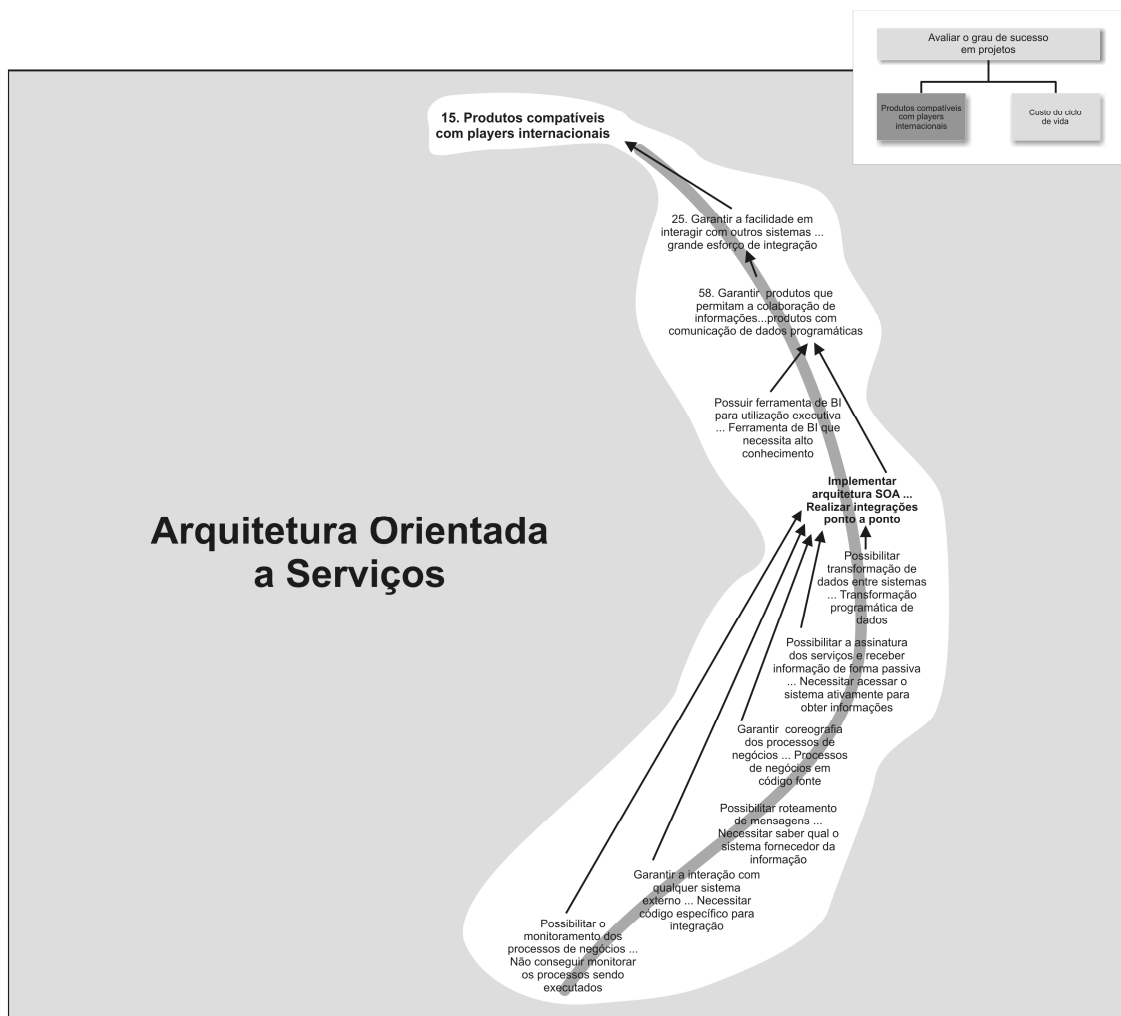 Avaliar o grau de sucesso
em projetos
Produtos compatíveis
com players
internacionais
Custo do ciclo
de vida
15. Produtos compatíveis
com players internacionais
25. Garantir a facilidade em
interagir com outros sistemas ...
grande esforço de integração
58. Garantir produtos que
permitam a colaboração de
informações...produtos com
comunicação de dados programáticas
Possuir ferramenta de BI
para utilização executiva
... Ferramenta de BI que
necessita alto
conhecimento
Implementar
arquitetura SOA ...
Realizar integrações
ponto a ponto
Arquitetura Orientada
a Serviços
Possibilitar
transformação de
dados entre sistemas
... Transformação
programática de
dados
Possibilitar a assinatura
dos serviços e receber
informação de forma passiva
... Necessitar acessar o
sistema ativamente para
obter informações
Garantir coreografia
dos processos de
negócios ... Processos
de negócios em
código fonte
Possibilitar roteamento
de mensagens ...
Necessitar saber qual o
sistema fornecedor da
informação
Garantir a interação com
qualquer sistema
externo ... Necessitar
código específico para
integração
Possibilitar o
monitoramento dos
processos de negócios ...
Não conseguir monitorar
os processos sendo
executados